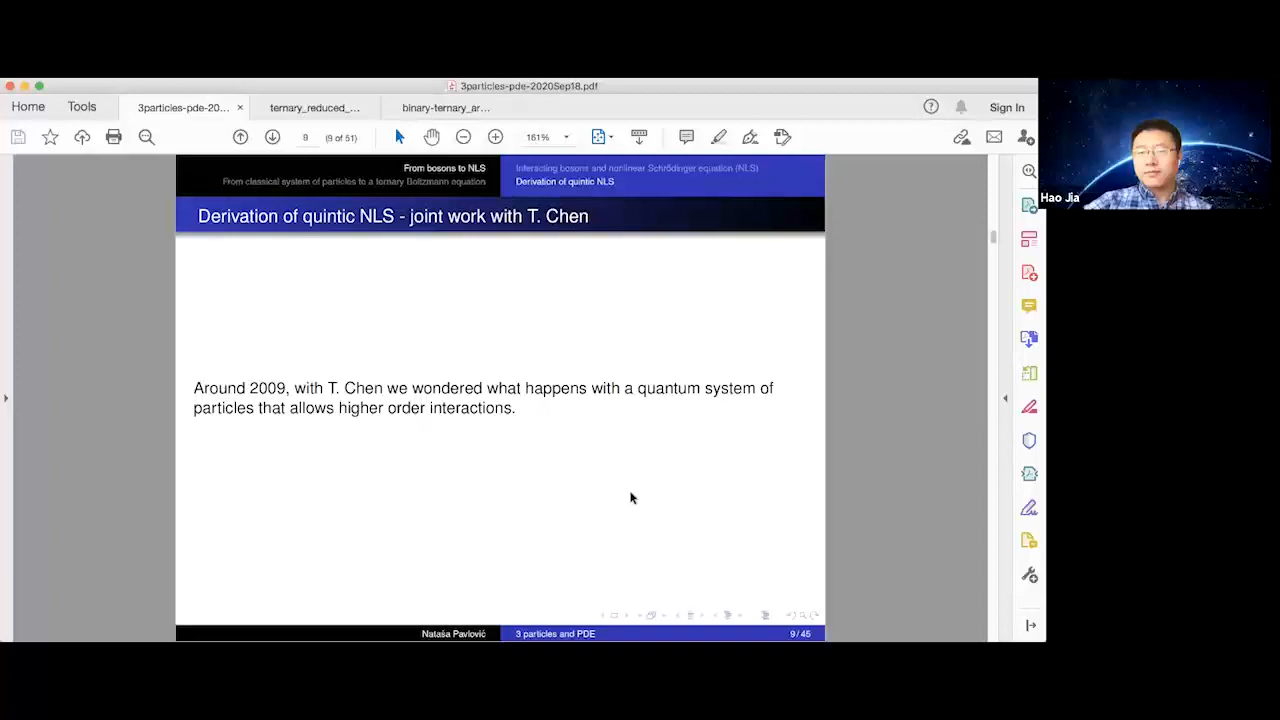 3particles-pde-2020Sep18.pdf
Home
Tools
3particles-pde-20...
ternary_reduced_...
binary-ternary_ar...
Sign In
9
(9 of 51)
161%
From bosons to NLS
From classical system of particles to a ternary Boltzmann equation
Interacting bosons and nonlinear Schrödinger equation (NLS)
Derivation of quintic NLS
Derivation of quintic NLS - joint work with T. Chen
Around 2009, with T. Chen we wondered what happens with a quantum system of
particles that allows higher order interactions.
Nataša Pavlović
3 particles and PDE
9 / 45
Hao Jia